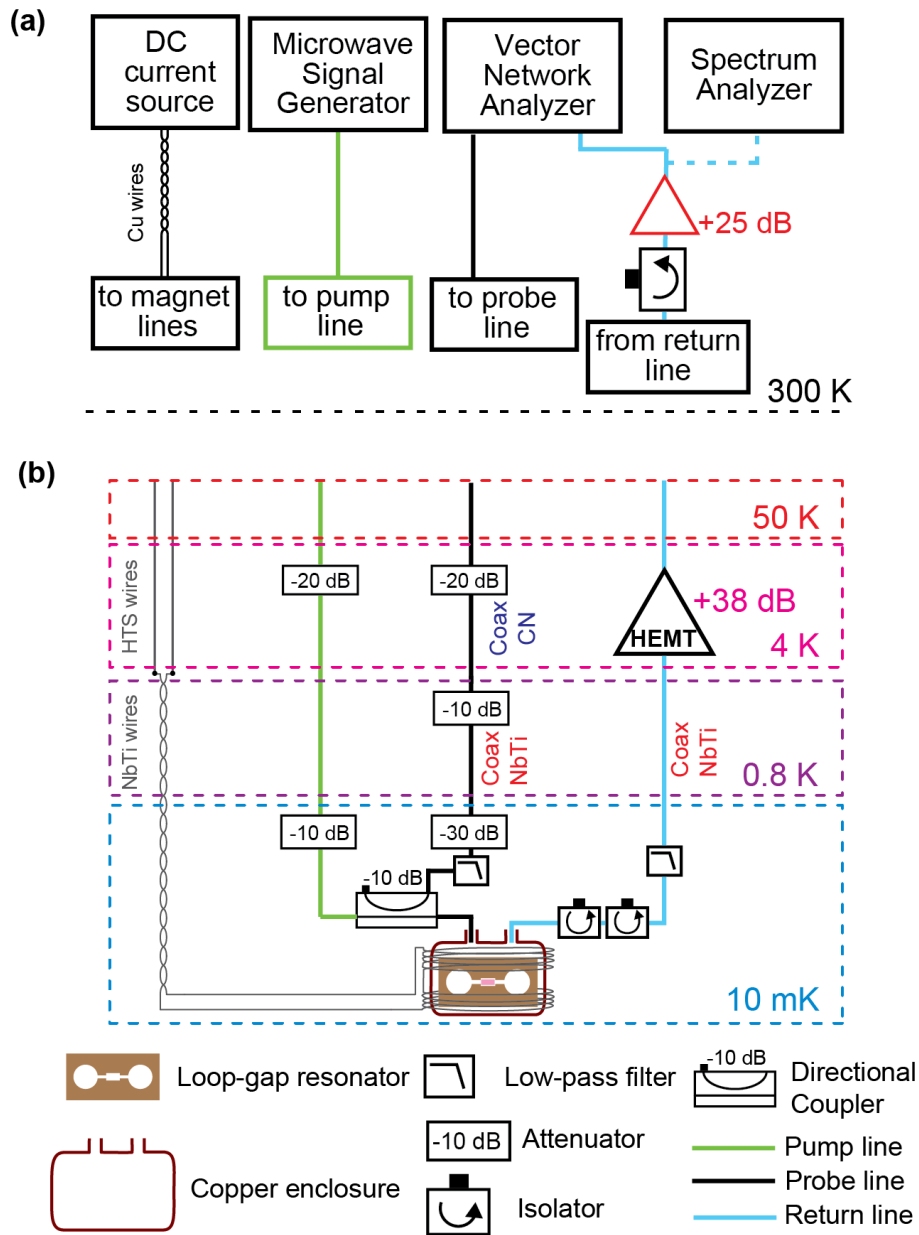 (a)
DC
current
source
Microwave
Signal
Generator
Vector
Network
Analyzer
Spectrum
Analyzer
Cu wires
+25 dB
to magnet
lines
to pump
line
to probe
line
from return
line
300 K
(b)
50 K
HTS wires
-20 dB
-20 dB
Coax
CN
+38 dB
HEMT
4 K
NbTi wires
-10 dB
Coax
NbTi
Coax
NbTi
0.8 K
-10 dB
-30 dB
-10 dB
10 mK
Loop-gap resonator
Low-pass filter
-10 dB
Directional
Coupler
Copper enclosure
-10 dB
Attenuator
Isolator
Pump line
Probe line
Return line